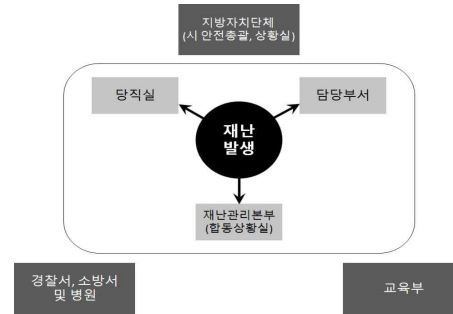 지방자치단체
(시 안전총괄, 상황실)
당직실
담당부서
재난
발생
재난관리본부
(합동상황실)
경찰서, 소방서
및 병원
교육부